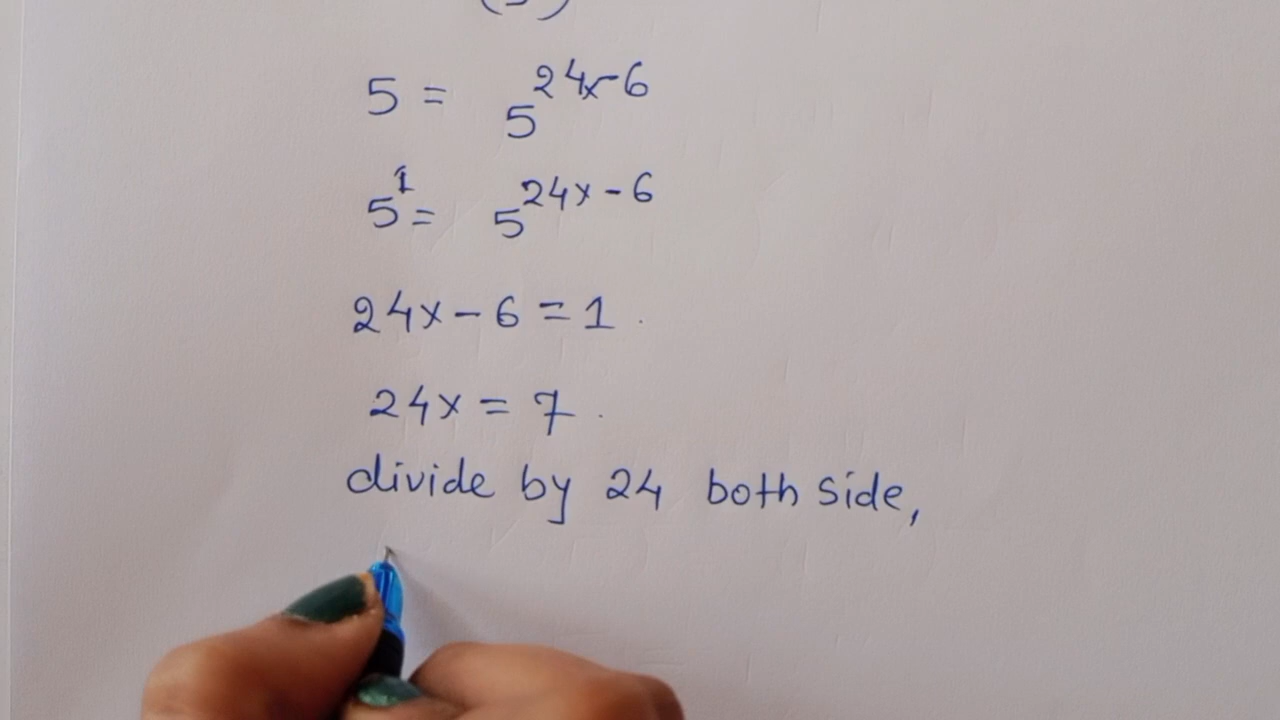 5 = 5^{24x-6}
5^1 = 5^{24x-6}
24x - 6 = 1 .
24x = 7 .
divide by 24 both side,